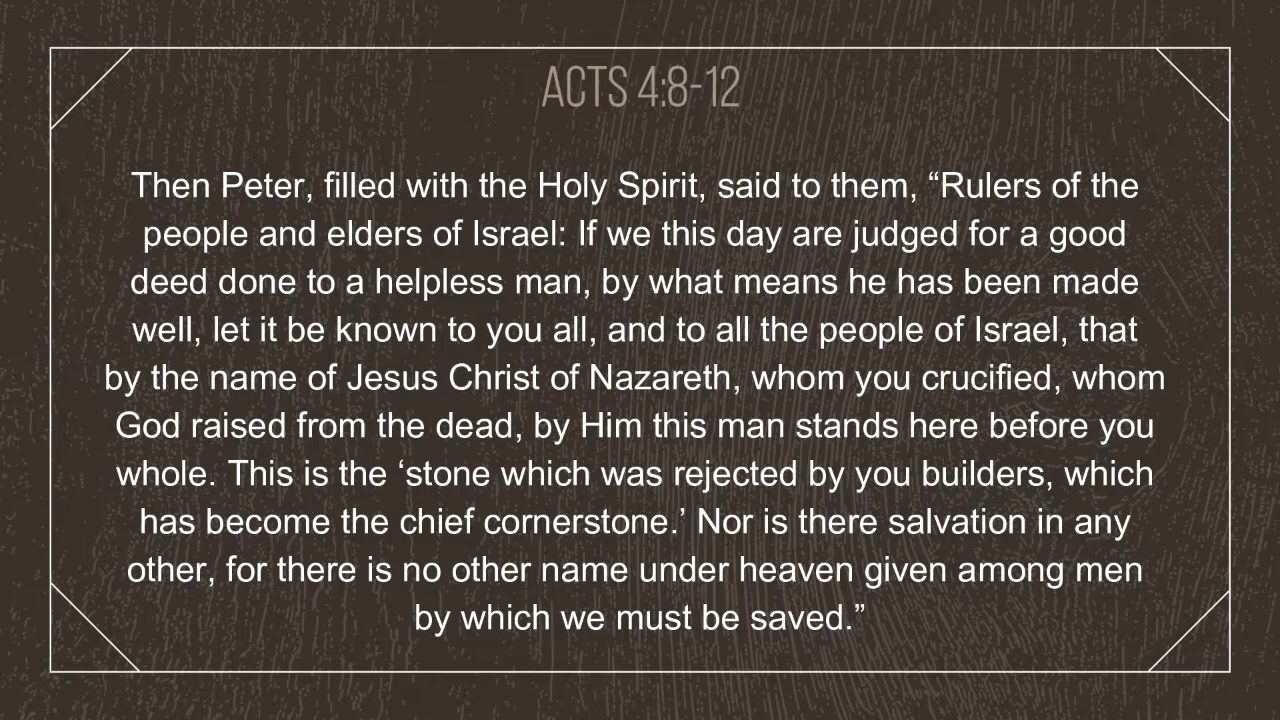 ACTS 4:8-12
Then Peter, filled with the Holy Spirit, said to them, “Rulers of the
people and elders of Israel: If we this day are judged for a good
deed done to a helpless man, by what means he has been made
well, let it be known to you all, and to all the people of Israel, that
by the name of Jesus Christ of Nazareth, whom you crucified, whom
God raised from the dead, by Him this man stands here before you
whole. This is the ‘stone which was rejected by you builders, which
has become the chief cornerstone.’ Nor is there salvation in any
other, for there is no other name under heaven given among men
by which we must be saved.”